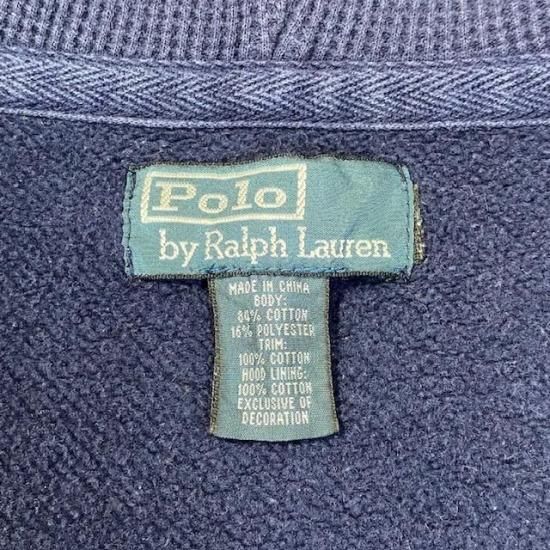 Polo
by Ralph Lauren
MADE IN CHINA
BODY:
84% COTTON
16% POLYESTER
TRIM:
100% COTTON
HOOD LINING:
100% COTTON
EXCLUSIVE OF
DECORATION